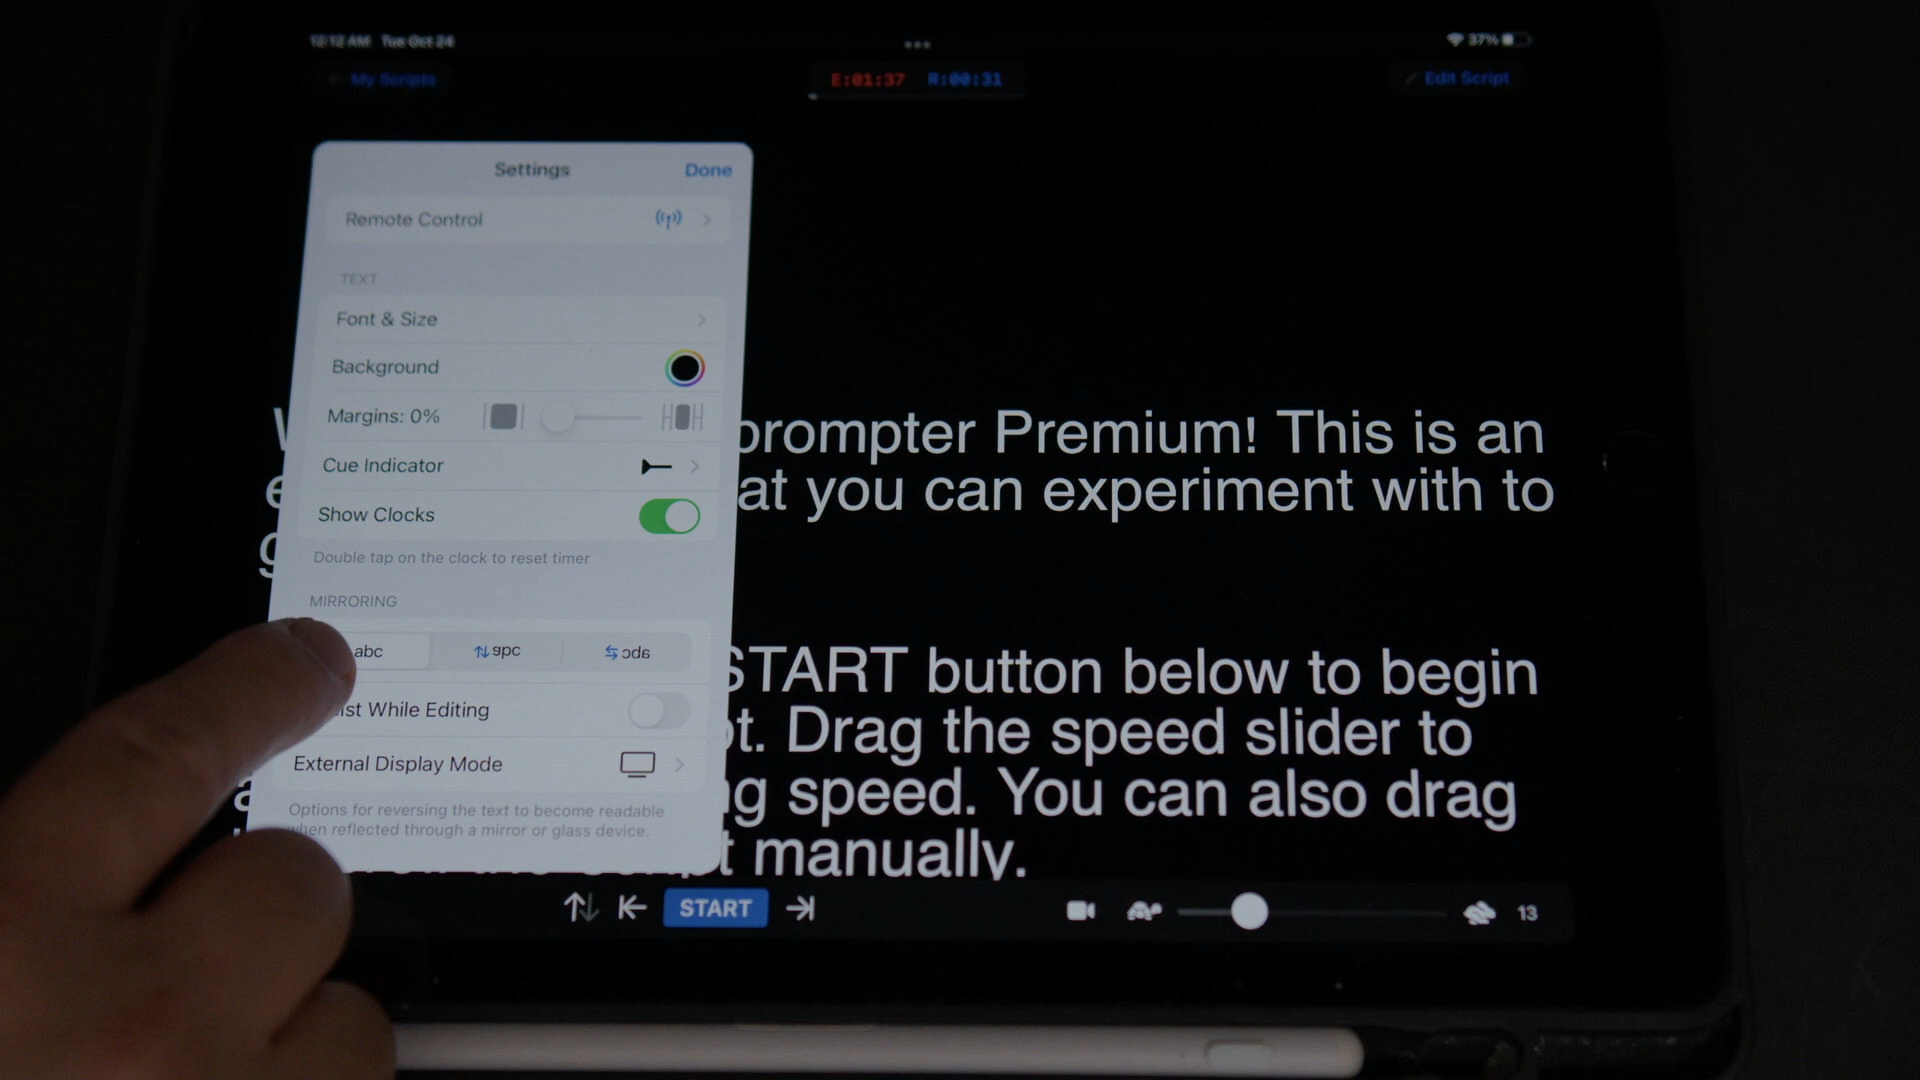 12:12 AM Tue Oct 24
37%
My Scripts
E:01:37 R:00:31
Edit Script
Settings
Done
Remote Control
TEXT
Font & Size
Background
Margins: 0%
Cue Indicator
Show Clocks
Double tap on the clock to reset timer
MIRRORING
abc
abc
abc
While Editing
External Display Mode
Options for reversing the text to become readable
when reflected through a mirror or glass device.
prompter Premium! This is an
at you can experiment with to
START button below to begin
Drag the speed slider to
speed. You can also drag
manually.
START
13